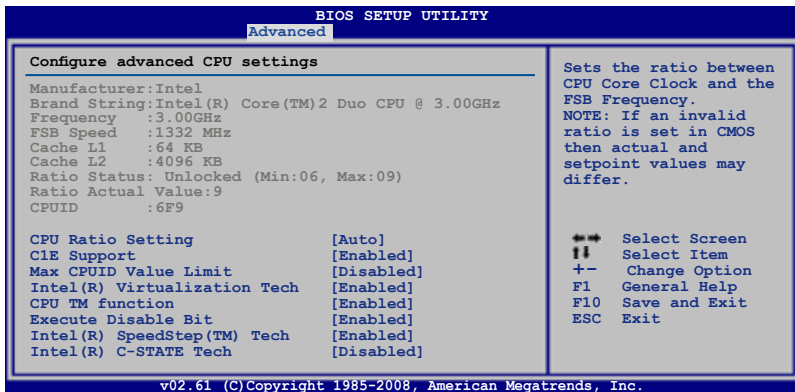 BIOS SETUP UTILITY
Advanced
Configure advanced CPU settings
Manufacturer:Intel
Brand String:Intel(R) Core(TM)2 Duo CPU @ 3.00GHz
Frequency :3.00GHz
FSB Speed :1332 MHz
Cache L1 :64 KB
Cache L2 :4096 KB
Ratio Status: Unlocked (Min:06, Max:09)
Ratio Actual Value:9
CPUID :6F9
CPU Ratio Setting [Auto]
C1E Support [Enabled]
Max CPUID Value Limit [Disabled]
Intel(R) Virtualization Tech [Enabled]
CPU TM function [Enabled]
Execute Disable Bit [Enabled]
Intel(R) SpeedStep(TM) Tech [Enabled]
Intel(R) C-STATE Tech [Disabled]
Sets the ratio between
CPU Core Clock and the
FSB Frequency.
NOTE: If an invalid
ratio is set in CMOS
then actual and
setpoint values may
differ.
←→ Select Screen
↑↓ Select Item
+- Change Option
F1 General Help
F10 Save and Exit
ESC Exit
v02.61 (C)Copyright 1985-2008, American Megatrends, Inc.